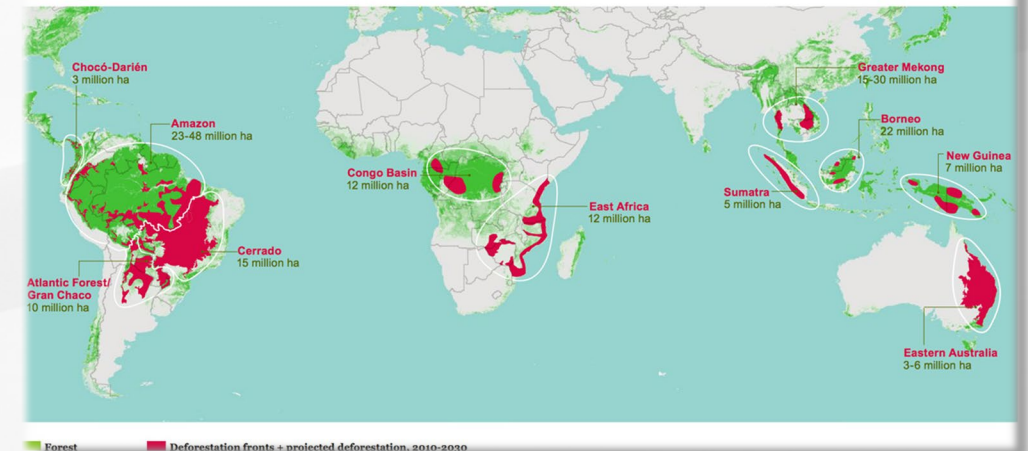 Chocó-Darién
3 million ha
Amazon
23-48 million ha
Cerrado
15 million ha
Atlantic Forest/
Gran Chaco
10 million ha
Congo Basin
12 million ha
East Africa
12 million ha
Greater Mekong
15-30 million ha
Borneo
22 million ha
New Guinea
7 million ha
Sumatra
5 million ha
Eastern Australia
3-6 million ha
Forest
Deforestation fronts + projected deforestation, 2010-2030